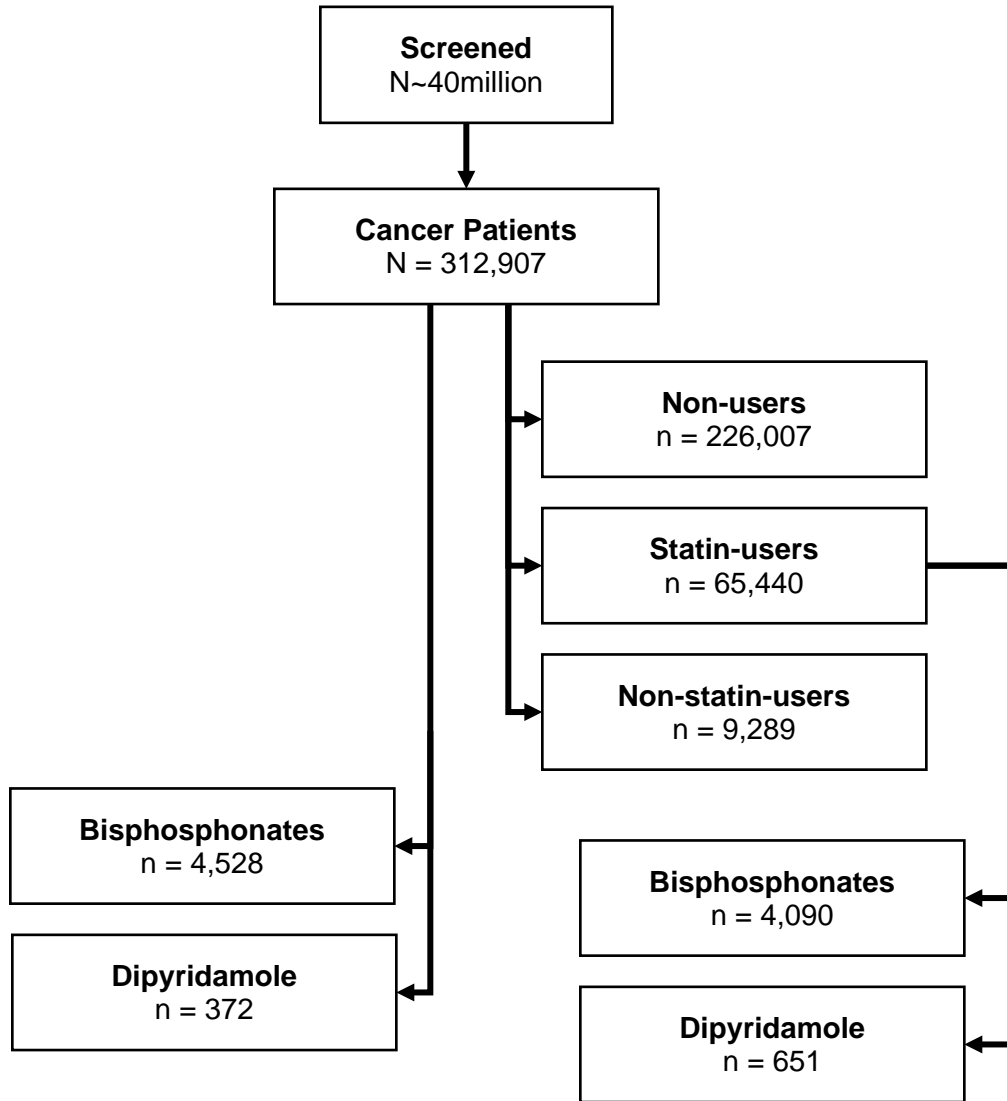 Screened
N~40million
Cancer Patients
N = 312,907
Non-users
n = 226,007
Statin-users
n = 65,440
Non-statin-users
n = 9,289
Bisphosphonates
n = 4,528
Dipyridamole
n = 372
Bisphosphonates
n = 4,090
Dipyridamole
n = 651